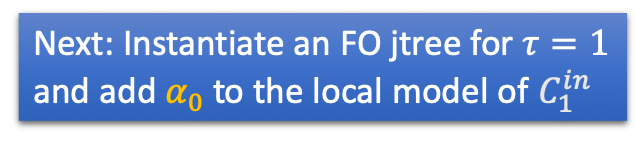 Next: Instantiate an FO jtree for τ = 1
and add α₀ to the local model of C₁ⁱⁿ